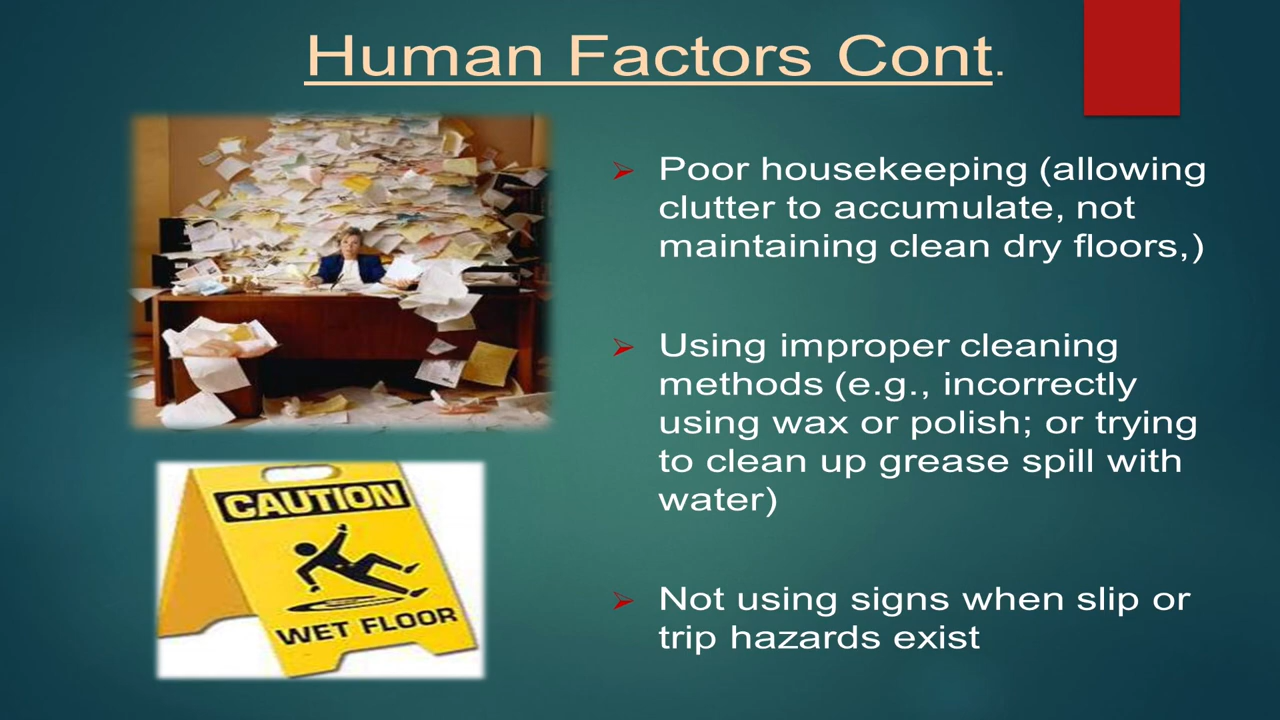 Human Factors Cont.
➢ Poor housekeeping (allowing
clutter to accumulate, not
maintaining clean dry floors,)
➢ Using improper cleaning
methods (e.g., incorrectly
using wax or polish; or trying
to clean up grease spill with
water)
➢ Not using signs when slip or
trip hazards exist
CAUTION
WET FLOOR